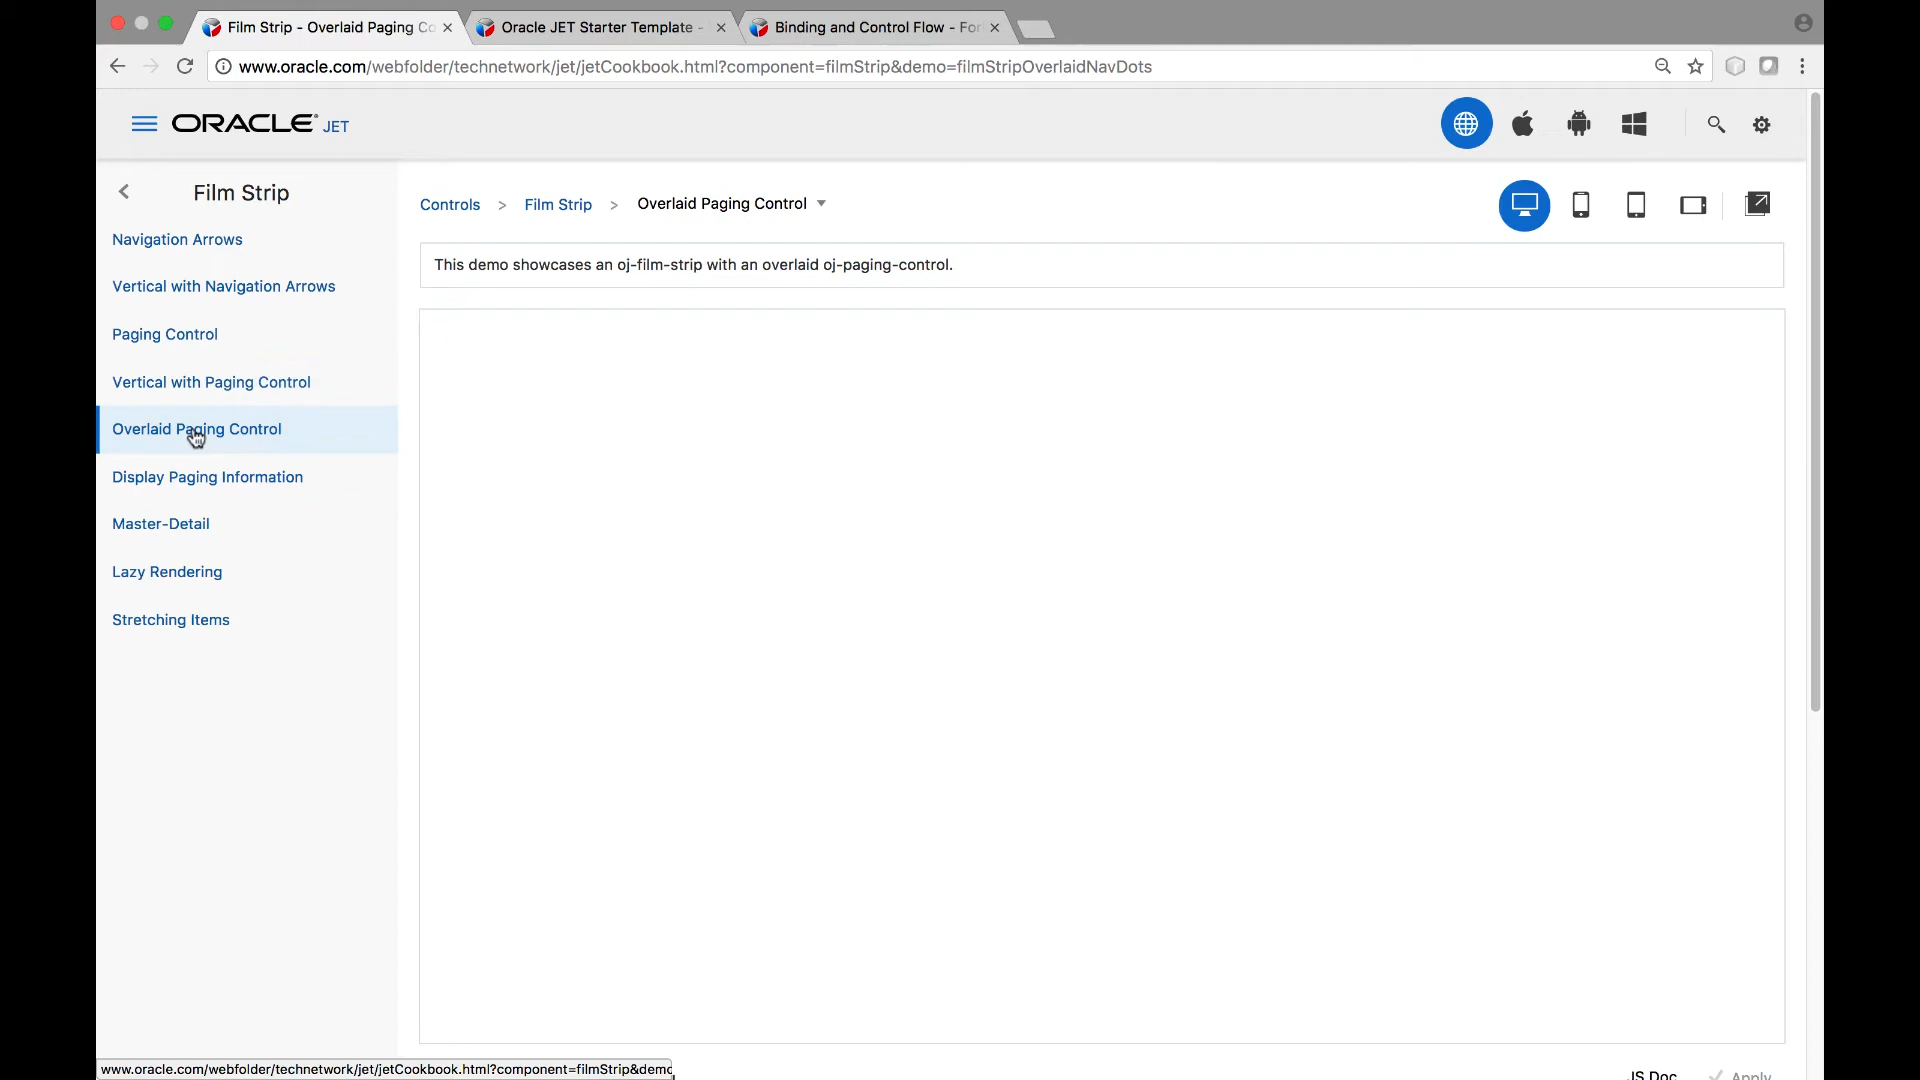 Film Strip - Overlaid Paging Co
Oracle JET Starter Template -
Binding and Control Flow - For
www.oracle.com/webfolder/technetwork/jet/jetCookbook.html?component=filmStrip&demo=filmStripOverlaidNavDots
ORACLE® JET
Film Strip
Navigation Arrows
Vertical with Navigation Arrows
Paging Control
Vertical with Paging Control
Overlaid Paging Control
Display Paging Information
Master-Detail
Lazy Rendering
Stretching Items
Controls > Film Strip > Overlaid Paging Control
This demo showcases an oj-film-strip with an overlaid oj-paging-control.
www.oracle.com/webfolder/technetwork/jet/jetCookbook.html?component=filmStrip&demo
JS Doc Apply